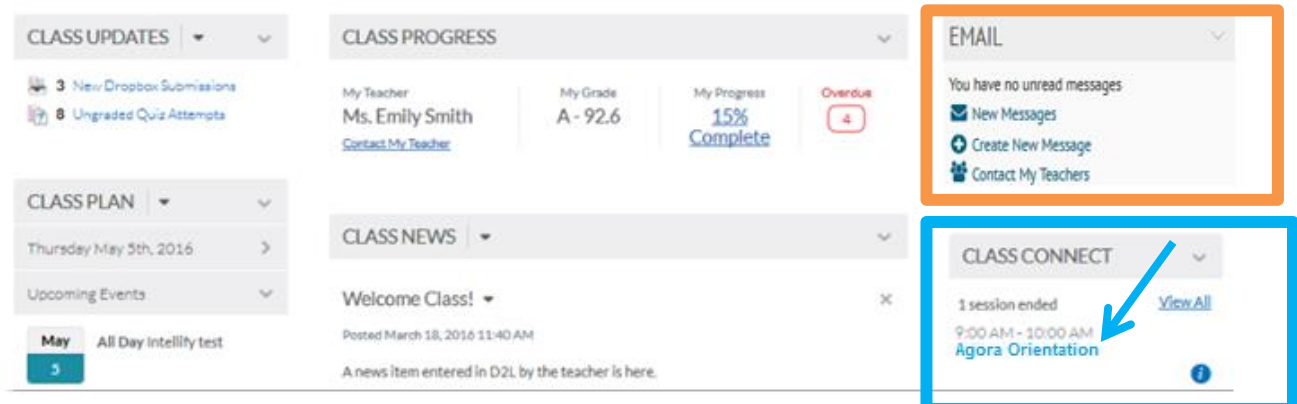 CLASS UPDATES
3 New Dropbox Submissions
8 Ungraded Quiz Attempts
CLASS PLAN
Thursday May 5th, 2016
Upcoming Events
May
5
All Day Intellify test
CLASS PROGRESS
My Teacher
Ms. Emily Smith
Contact My Teacher
My Grade
A - 92.6
My Progress
15%
Complete
Overdue
4
CLASS NEWS
Welcome Class!
Posted March 18, 2016 11:40 AM
A news item entered in D2L by the teacher is here.
EMAIL
You have no unread messages
New Messages
Create New Message
Contact My Teachers
CLASS CONNECT
1 session ended
View All
9:00 AM - 10:00 AM
Agora Orientation